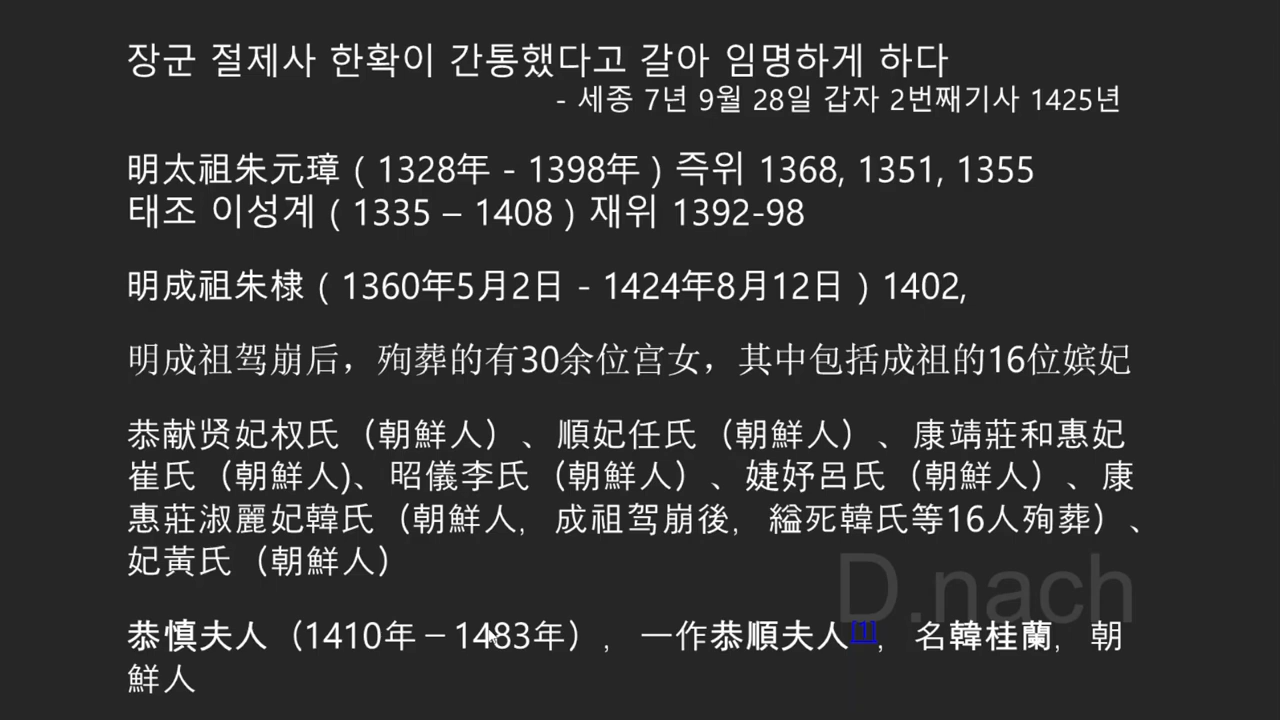 장군 절제사 한확이 간통했다고 갈아 임명하게 하다
- 세종 7년 9월 28일 갑자 2번째기사 1425년
明太祖朱元璋 ( 1328年 - 1398年 ) 즉위 1368, 1351, 1355
태조 이성계 ( 1335 – 1408 ) 재위 1392-98
明成祖朱棣 ( 1360年5月2日 - 1424年8月12日 ) 1402,
明成祖驾崩后，殉葬的有30余位宫女，其中包括成祖的16位嫔妃
恭献贤妃权氏（朝鮮人）、順妃任氏（朝鮮人）、康靖莊和惠妃
崔氏（朝鮮人)、昭儀李氏（朝鮮人）、婕妤呂氏（朝鮮人）、康
惠莊淑麗妃韓氏（朝鮮人，成祖驾崩後，縊死韓氏等16人殉葬）、
妃黃氏（朝鮮人）
D.nach
恭慎夫人（1410年－1483年），一作恭順夫人[1]，名韓桂蘭，朝
鮮人